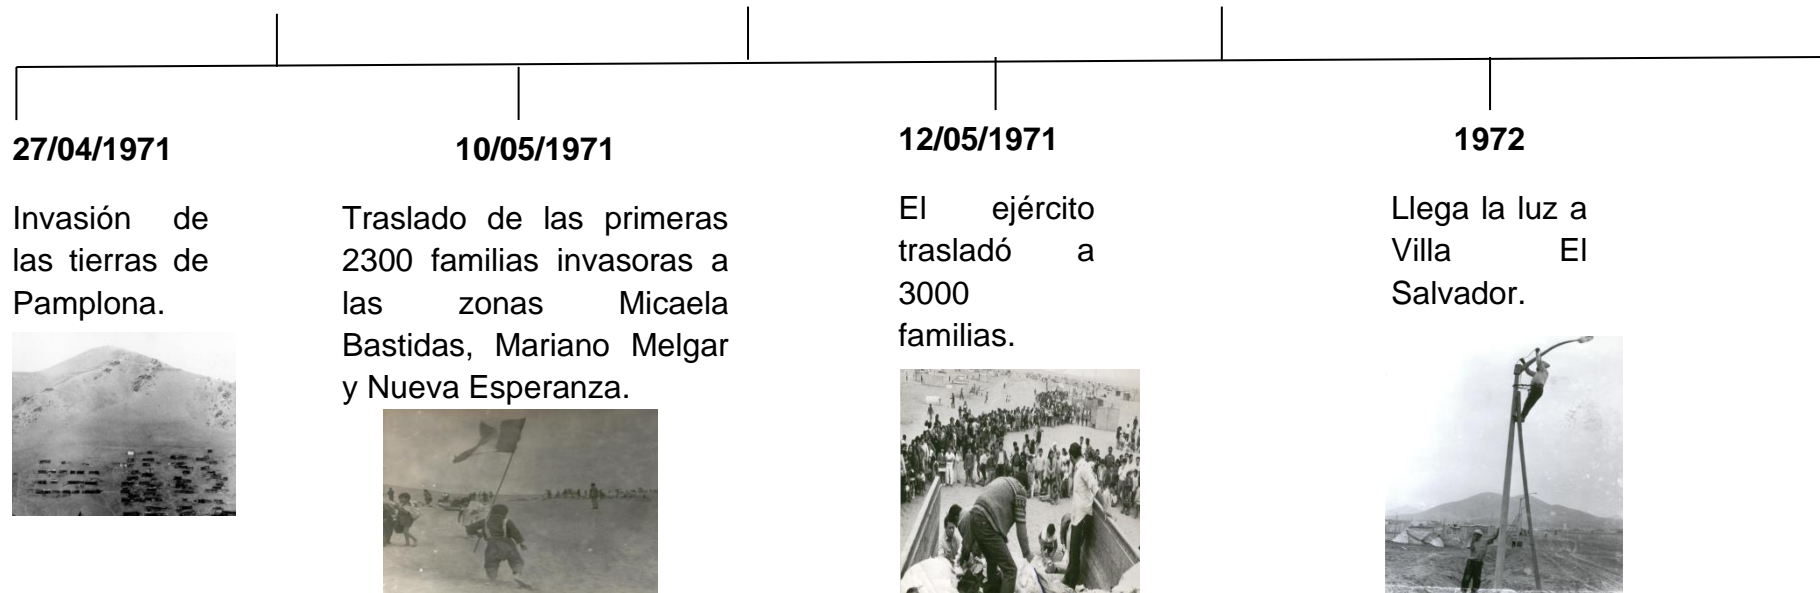 27/04/1971
Invasión de
las tierras de
Pamplona.
10/05/1971
Traslado de las primeras
2300 familias invasoras a
las zonas Micaela
Bastidas, Mariano Melgar
y Nueva Esperanza.
12/05/1971
El ejército
trasladó a
3000
familias.
1972
Llega la luz a
Villa El
Salvador.